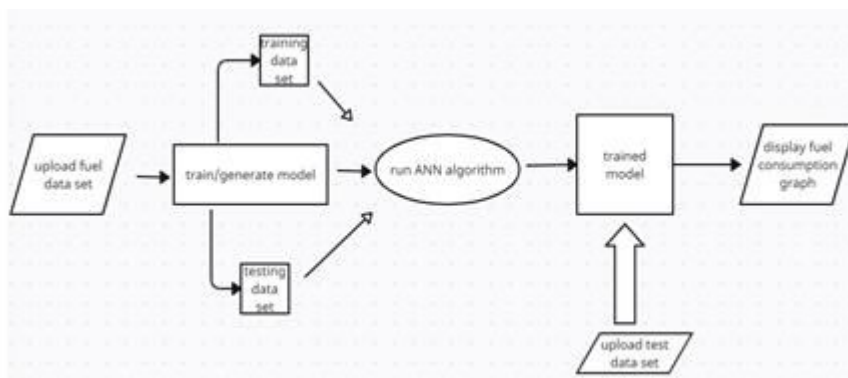 training
data
set
upload fuel
data set
train/generate model
run ANN algorithm
trained
model
display fuel
consumption
graph
testing
data
set
upload test
data set